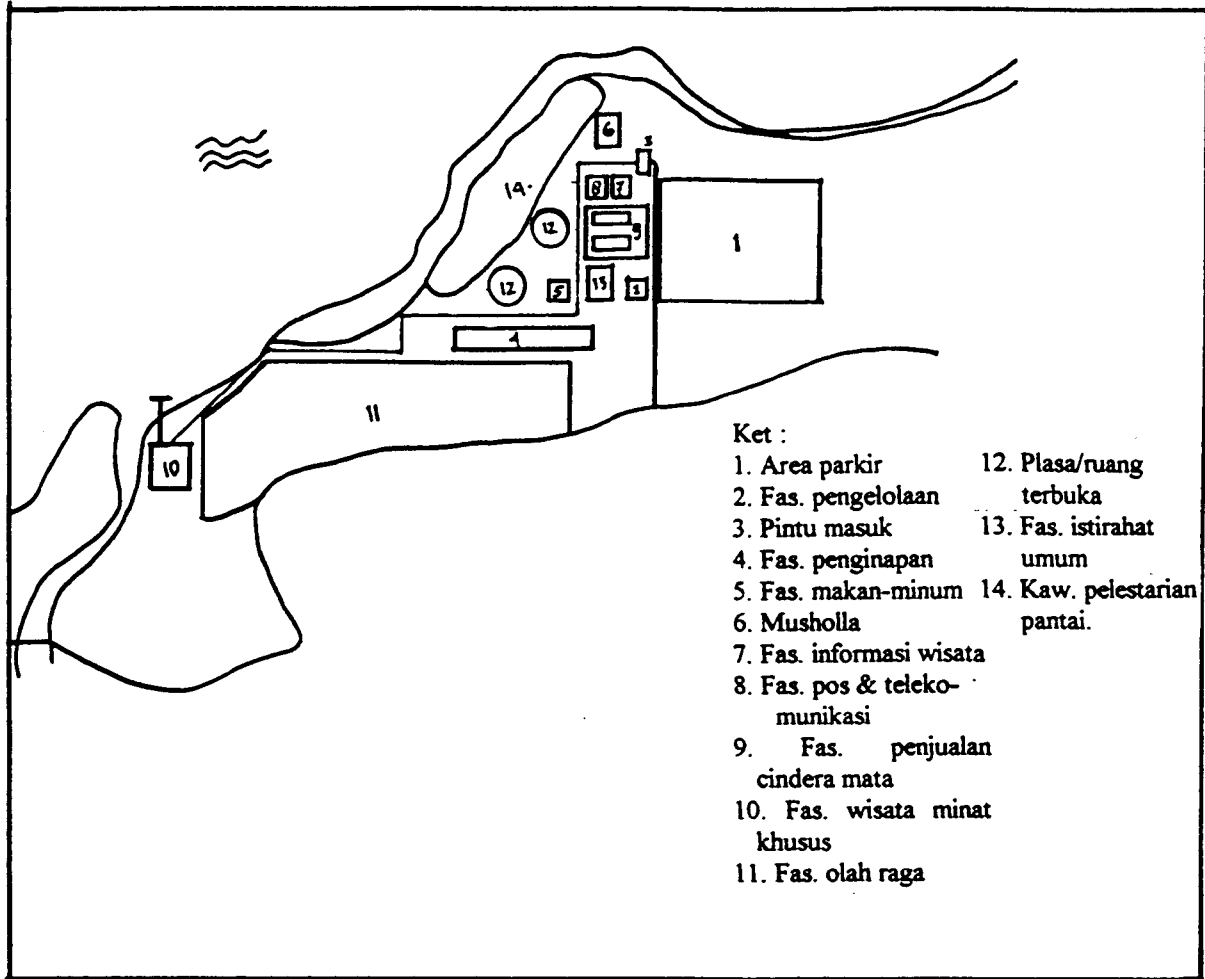 6
3
14.
8
7
12
9
1
12
5
13
11
10
Ket :
1. Area parkir
2. Fas. pengelolaan
3. Pintu masuk
4. Fas. penginapan
5. Fas. makan-minum
6. Musholla
7. Fas. informasi wisata
8. Fas. pos & teleko-
munikasi
9. Fas. penjualan
cindera mata
10. Fas. wisata minat
khusus
11. Fas. olah raga
12. Plasa/ruang
terbuka
13. Fas. istirahat
umum
14. Kaw. pelestarian
pantai.